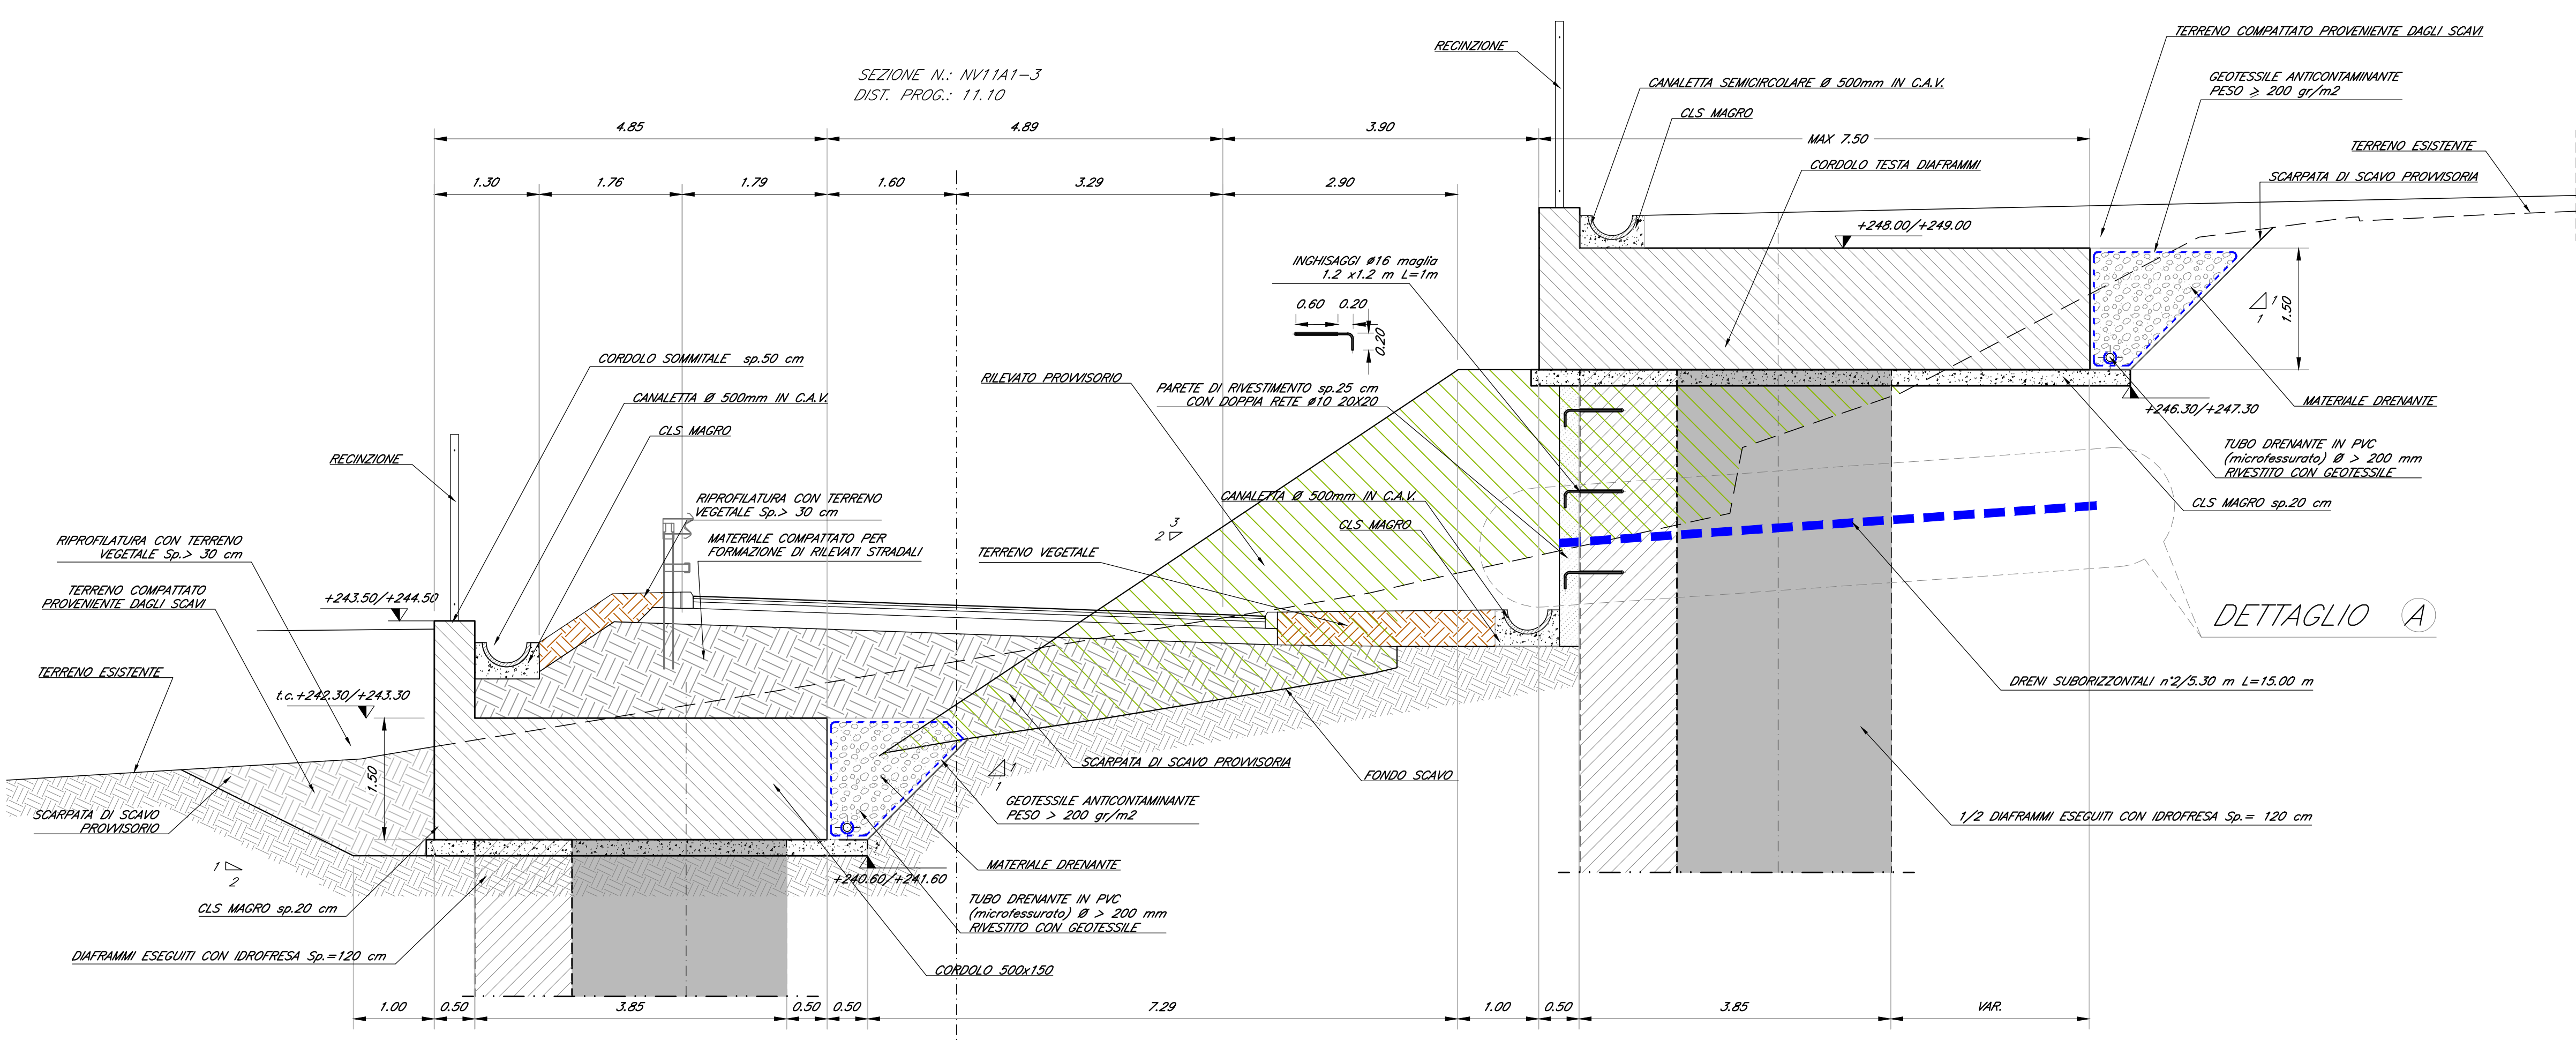 SEZIONE N.: NV11A1-3
DIST. PROG.: 11.10
RECINZIONE
CANALETTA SEMICIRCOLARE Ø 500mm IN C.A.V.
CLS MAGRO
TERRENO COMPATTATO PROVENIENTE DAGLI SCAVI
GEOTESSILE ANTICONTAMINANTE
PESO ⩾ 200 gr/m2
TERRENO ESISTENTE
SCARPATA DI SCAVO PROVVISORIA
4.85
4.89
3.90
MAX 7.50
CORDOLO TESTA DIAFRAMMI
1.30
1.76
1.79
1.60
3.29
2.90
+248.00/+249.00
INGHISAGGI Ø16 maglia
1.2 x1.2 m L=1m
0.60
0.20
0.20
1
1
1.50
CORDOLO SOMMITALE sp.50 cm
RILEVATO PROVVISORIO
PARETE DI RIVESTIMENTO sp.25 cm
CON DOPPIA RETE Ø10 20X20
CANALETTA Ø 500mm IN C.A.V.
CLS MAGRO
MATERIALE DRENANTE
+246.30/+247.30
TUBO DRENANTE IN PVC
(microfessurato) Ø > 200 mm
RIVESTITO CON GEOTESSILE
CLS MAGRO sp.20 cm
RECINZIONE
RIPROFILATURA CON TERRENO
VEGETALE Sp.> 30 cm
CANALETTA Ø 500mm IN C.A.V.
CLS MAGRO
3
2
RIPROFILATURA CON TERRENO
VEGETALE Sp.> 30 cm
MATERIALE COMPATTATO PER
FORMAZIONE DI RILEVATI STRADALI
TERRENO VEGETALE
TERRENO COMPATTATO
PROVENIENTE DAGLI SCAVI
+243.50/+244.50
DETTAGLIO A
TERRENO ESISTENTE
t.c.+242.30/+243.30
DRENI SUBORIZZONTALI n°2/5.30 m L=15.00 m
1.50
SCARPATA DI SCAVO PROVVISORIA
FONDO SCAVO
1
1
SCARPATA DI SCAVO
PROVVISORIO
GEOTESSILE ANTICONTAMINANTE
PESO > 200 gr/m2
1/2 DIAFRAMMI ESEGUITI CON IDROFRESA Sp.= 120 cm
1
2
MATERIALE DRENANTE
+240.60/+241.60
CLS MAGRO sp.20 cm
TUBO DRENANTE IN PVC
(microfessurato) Ø > 200 mm
RIVESTITO CON GEOTESSILE
DIAFRAMMI ESEGUITI CON IDROFRESA Sp.=120 cm
CORDOLO 500x150
1.00
0.50
3.85
0.50
0.50
7.29
1.00
0.50
3.85
VAR.